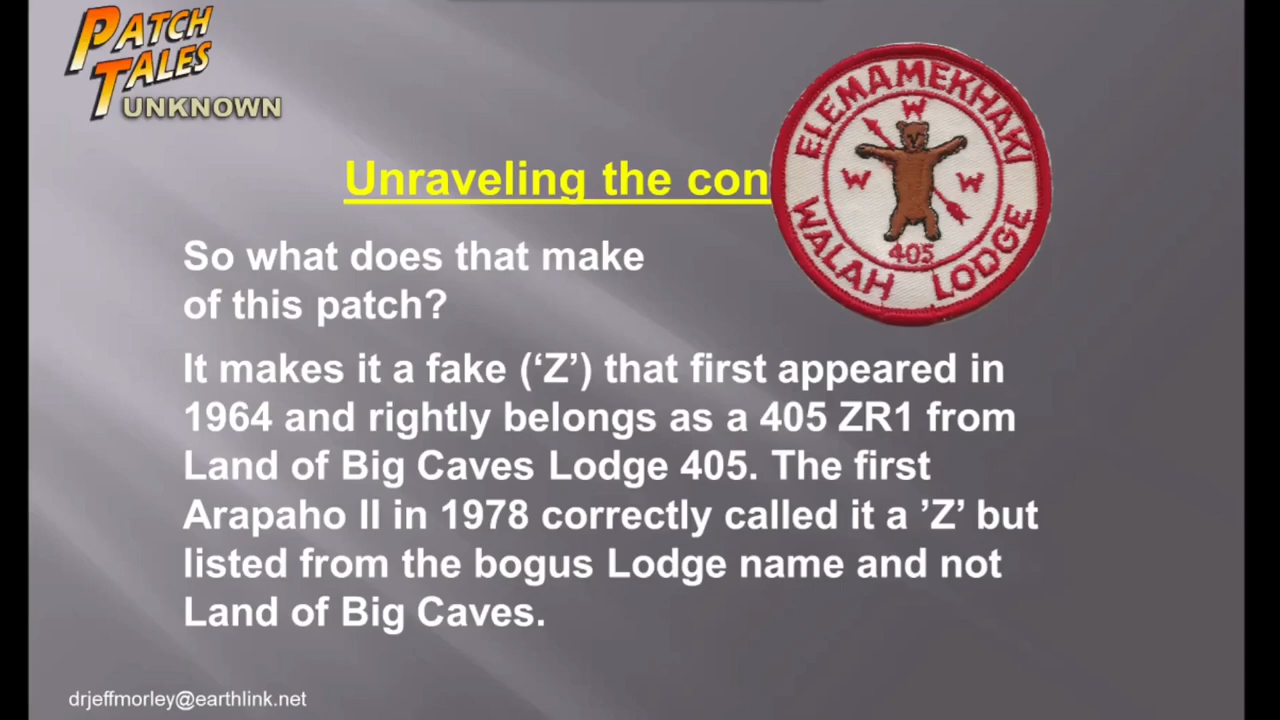 PATCH
TALES
UNKNOWN
Unraveling the con
ELEMAMEKHAKI
W
W W
405
WALAH LODGE
So what does that make
of this patch?
It makes it a fake (‘Z’) that first appeared in
1964 and rightly belongs as a 405 ZR1 from
Land of Big Caves Lodge 405. The first
Arapaho II in 1978 correctly called it a ’Z’ but
listed from the bogus Lodge name and not
Land of Big Caves.
drjeffmorley@earthlink.net